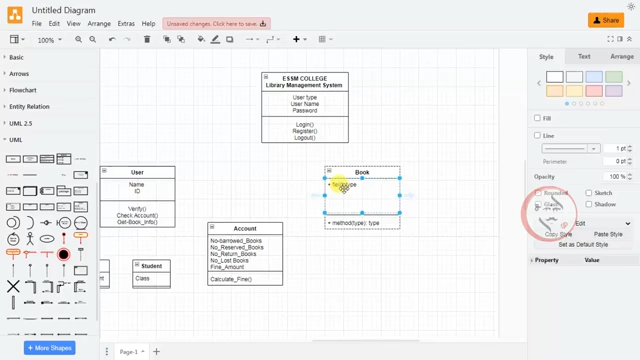 Untitled Diagram
File Edit View Arrange Extras Help
Unsaved changes. Click here to save.
Share
100%
Basic
Arrows
Flowchart
Entity Relation
UML 2.5
UML
+ More Shapes
ESSM COLLEGE
Library Management System
User type
User Name
Password
Login()
Register()
Logout()
User
Name
ID
Verify()
Check Account()
Get-Book_Info()
Book
+ method(type): type
Account
No-barrowed_Books
No_Reserved_Books
No_Return_Books
No_Lost Books
Fine_Amount
Calculate_Fine()
Student
Class
Style
Text
Arrange
Fill
Line
1 pt
Perimeter
0 pt
Opacity
100 %
Rounded
Sketch
Shadow
Edit
Copy Style
Paste Style
Set as Default Style
Property
Value
Page-1